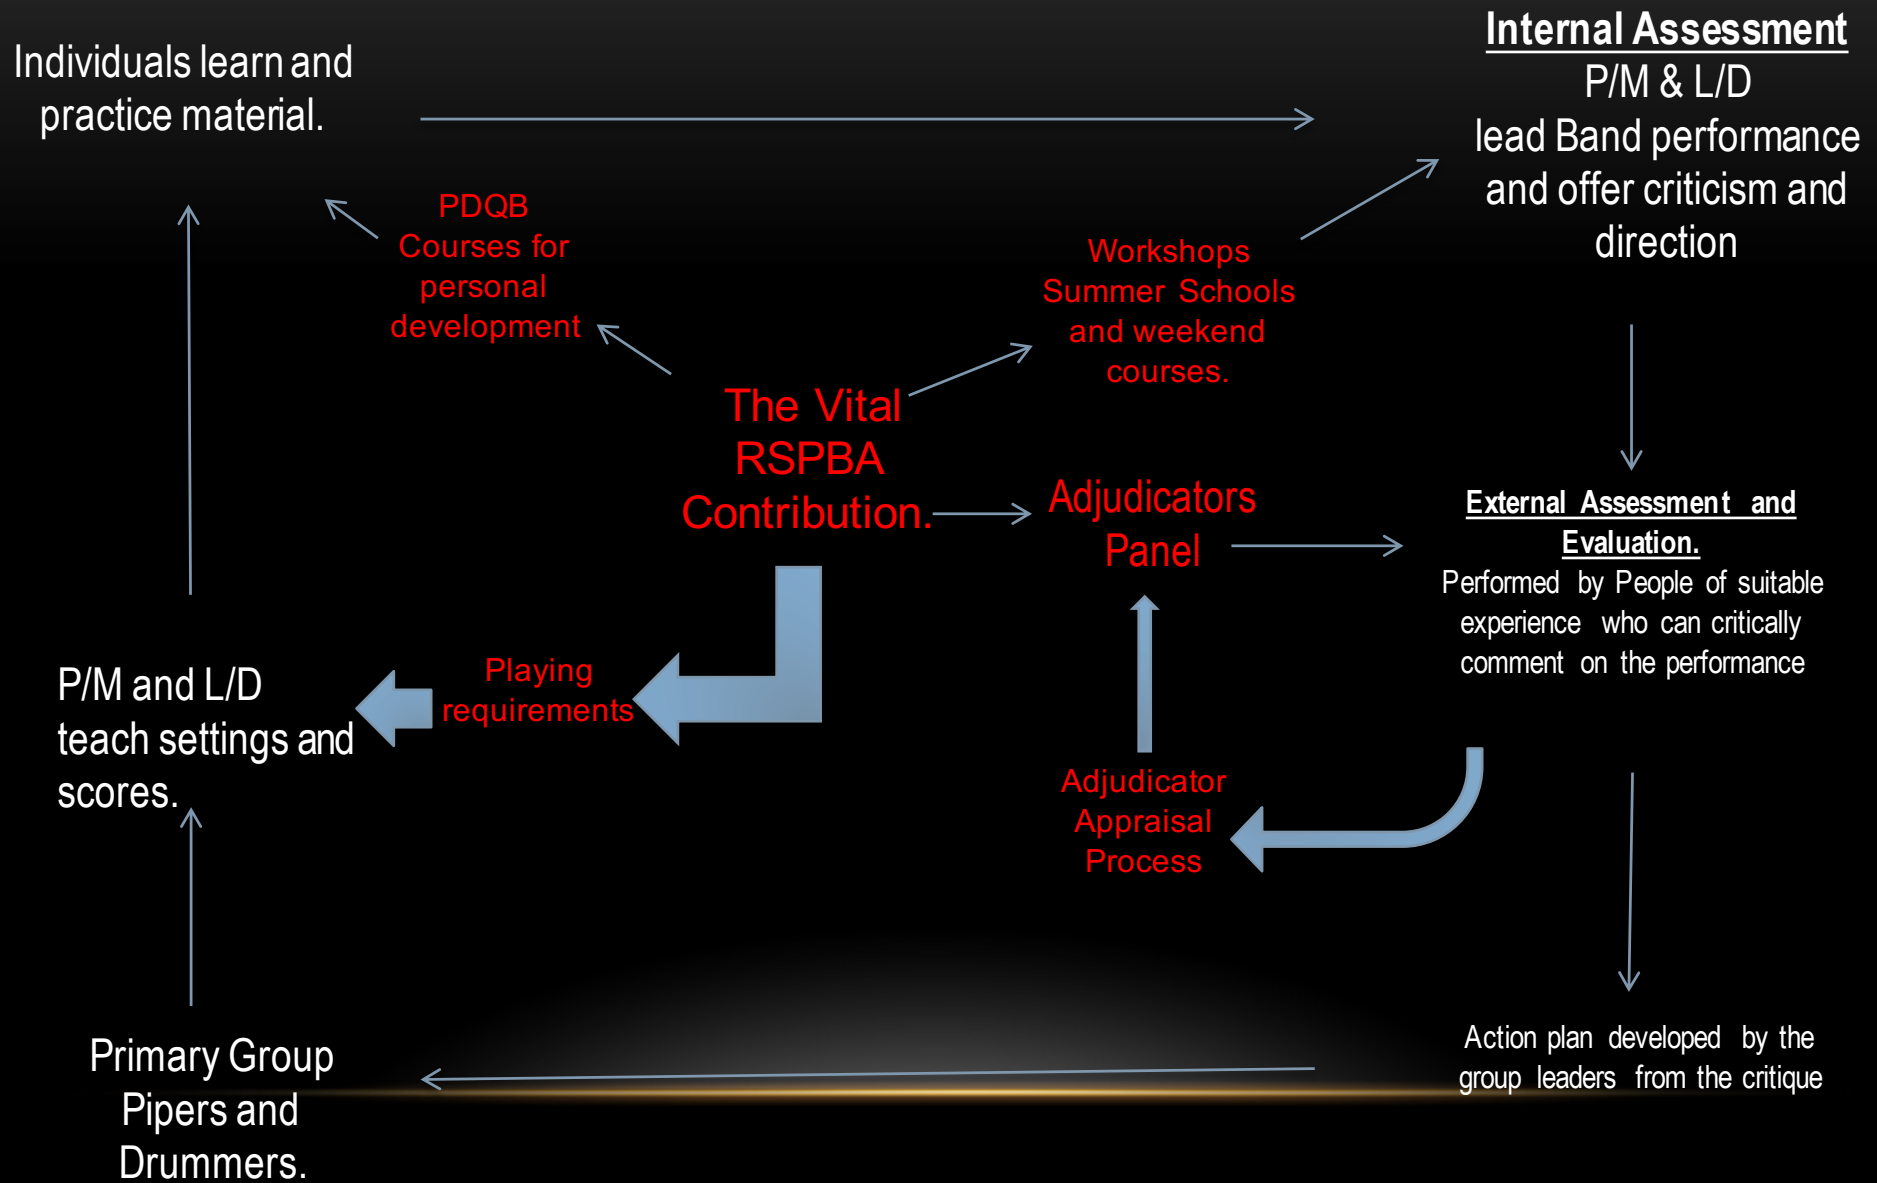 Individuals learn and
practice material.
Internal Assessment
P/M & L/D
lead Band performance
and offer criticism and
direction
PDQB
Courses for
personal
development
Workshops
Summer Schools
and weekend
courses.
The Vital
RSPBA
Contribution.
Adjudicators
Panel
External Assessment and
Evaluation.
Performed by People of suitable
experience who can critically
comment on the performance
P/M and L/D
teach settings and
scores.
Playing
requirements
Adjudicator
Appraisal
Process
Primary Group
Pipers and
Drummers.
Action plan developed by the
group leaders from the critique